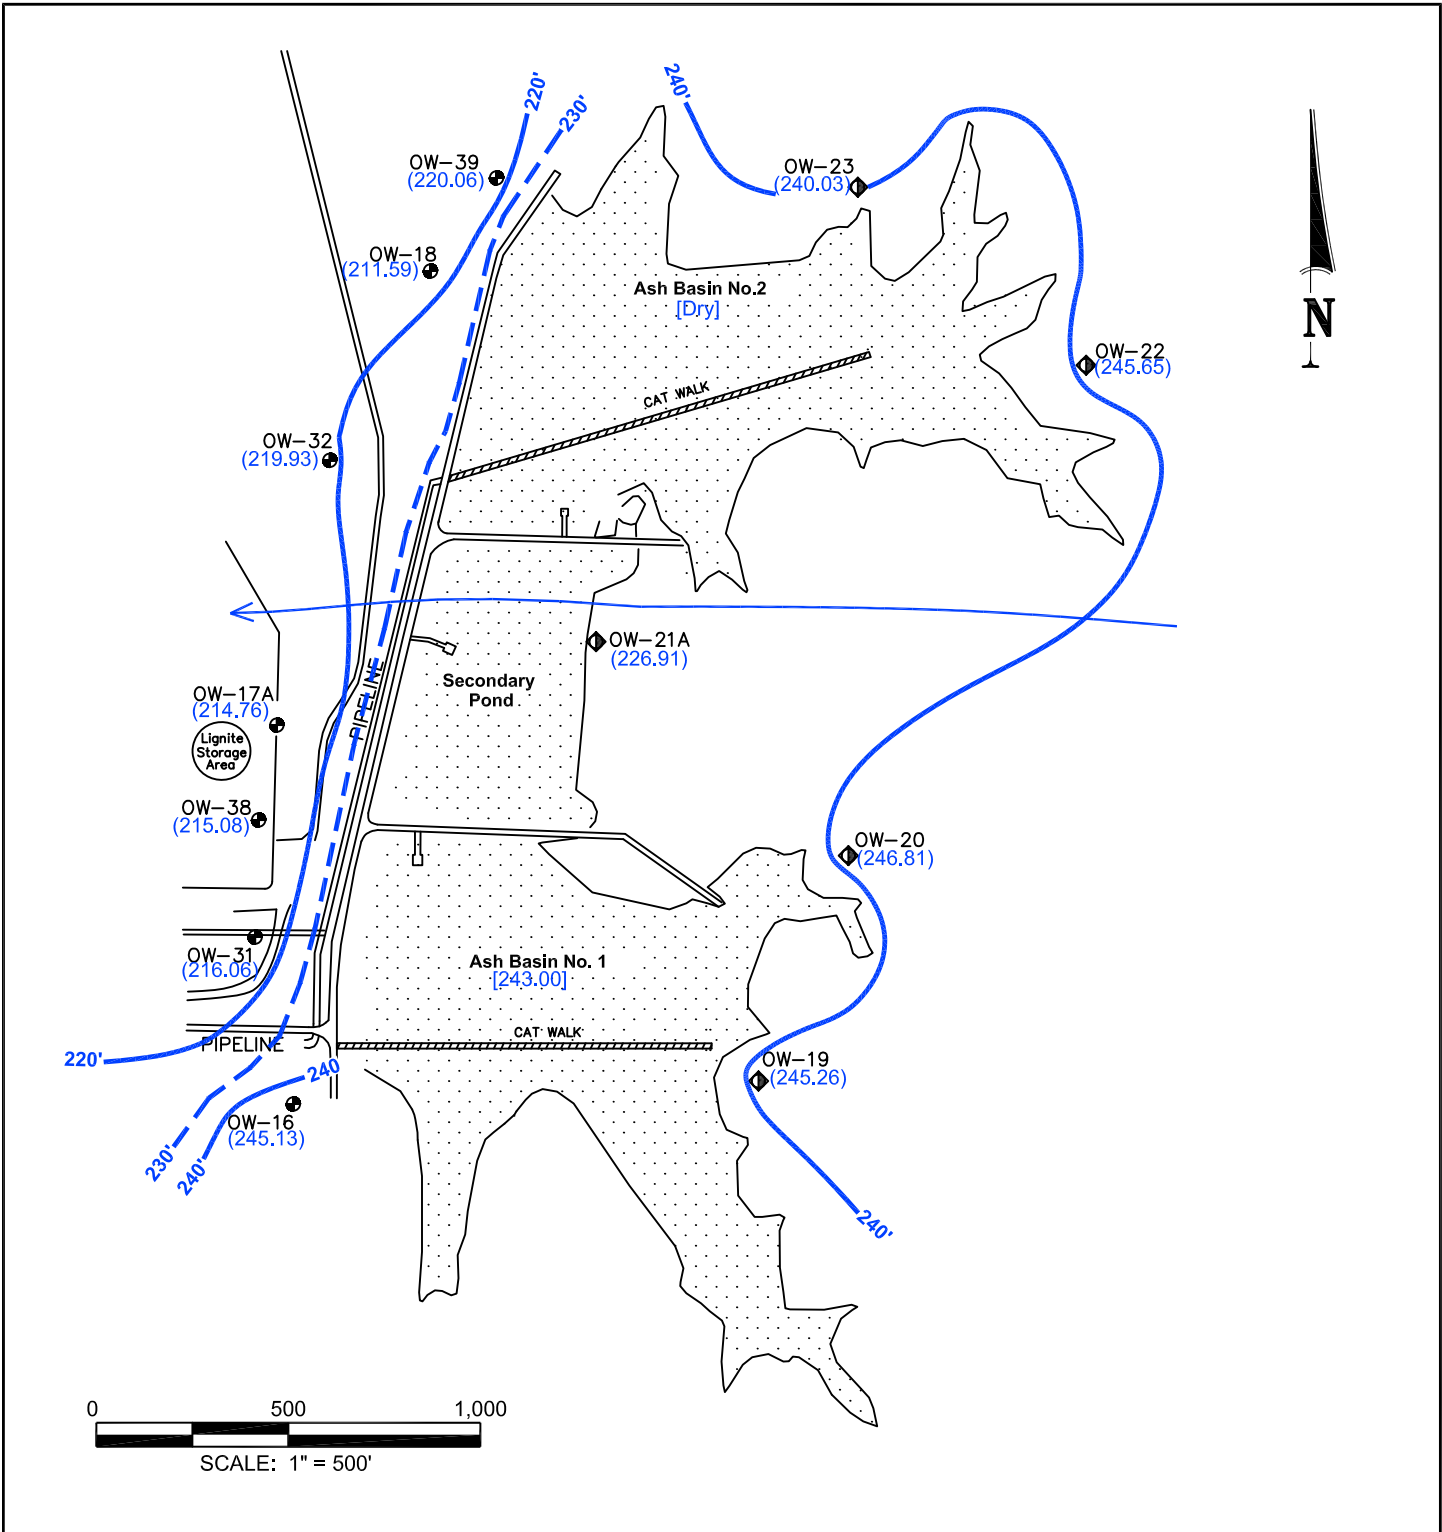 220'
230'
240'
OW-39
(220.06)
OW-23
(240.03)
OW-18
(211.59)
Ash Basin No.2
[Dry]
N
OW-22
(245.65)
CAT WALK
OW-32
(219.93)
OW-21A
(226.91)
Secondary
Pond
PIPELINE
OW-17A
(214.76)
Lignite
Storage
Area
OW-38
(215.08)
OW-20
(246.81)
OW-31
(216.06)
Ash Basin No. 1
[243.00]
CAT WALK
PIPELINE
220'
240
OW-19
(245.26)
OW-16
(245.13)
230'
240'
240'
0 500 1,000
SCALE: 1" = 500'